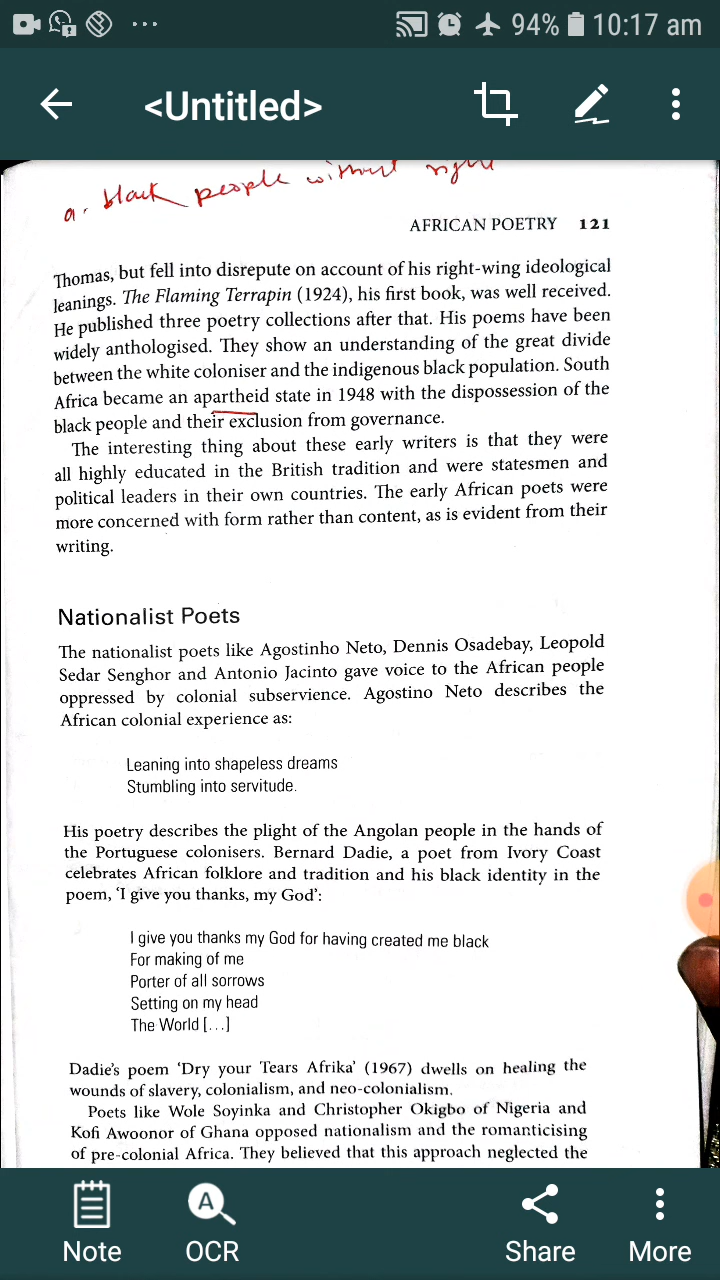 94% 10:17 am
<Untitled>
a. black people without right
AFRICAN POETRY 121
Thomas, but fell into disrepute on account of his right-wing ideological
leanings. The Flaming Terrapin (1924), his first book, was well received.
He published three poetry collections after that. His poems have been
widely anthologised. They show an understanding of the great divide
between the white coloniser and the indigenous black population. South
Africa became an apartheid state in 1948 with the dispossession of the
black people and their exclusion from governance.
The interesting thing about these early writers is that they were
all highly educated in the British tradition and were statesmen and
political leaders in their own countries. The early African poets were
more concerned with form rather than content, as is evident from their
writing.
Nationalist Poets
The nationalist poets like Agostinho Neto, Dennis Osadebay, Leopold
Sedar Senghor and Antonio Jacinto gave voice to the African people
oppressed by colonial subservience. Agostino Neto describes the
African colonial experience as:
Leaning into shapeless dreams
Stumbling into servitude.
His poetry describes the plight of the Angolan people in the hands of
the Portuguese colonisers. Bernard Dadie, a poet from Ivory Coast
celebrates African folklore and tradition and his black identity in the
poem, ‘I give you thanks, my God’:
I give you thanks my God for having created me black
For making of me
Porter of all sorrows
Setting on my head
The World [...]
Dadie’s poem ‘Dry your Tears Afrika’ (1967) dwells on healing the
wounds of slavery, colonialism, and neo-colonialism.
Poets like Wole Soyinka and Christopher Okigbo of Nigeria and
Kofi Awoonor of Ghana opposed nationalism and the romanticising
of pre-colonial Africa. They believed that this approach neglected the
A
Note OCR Share More